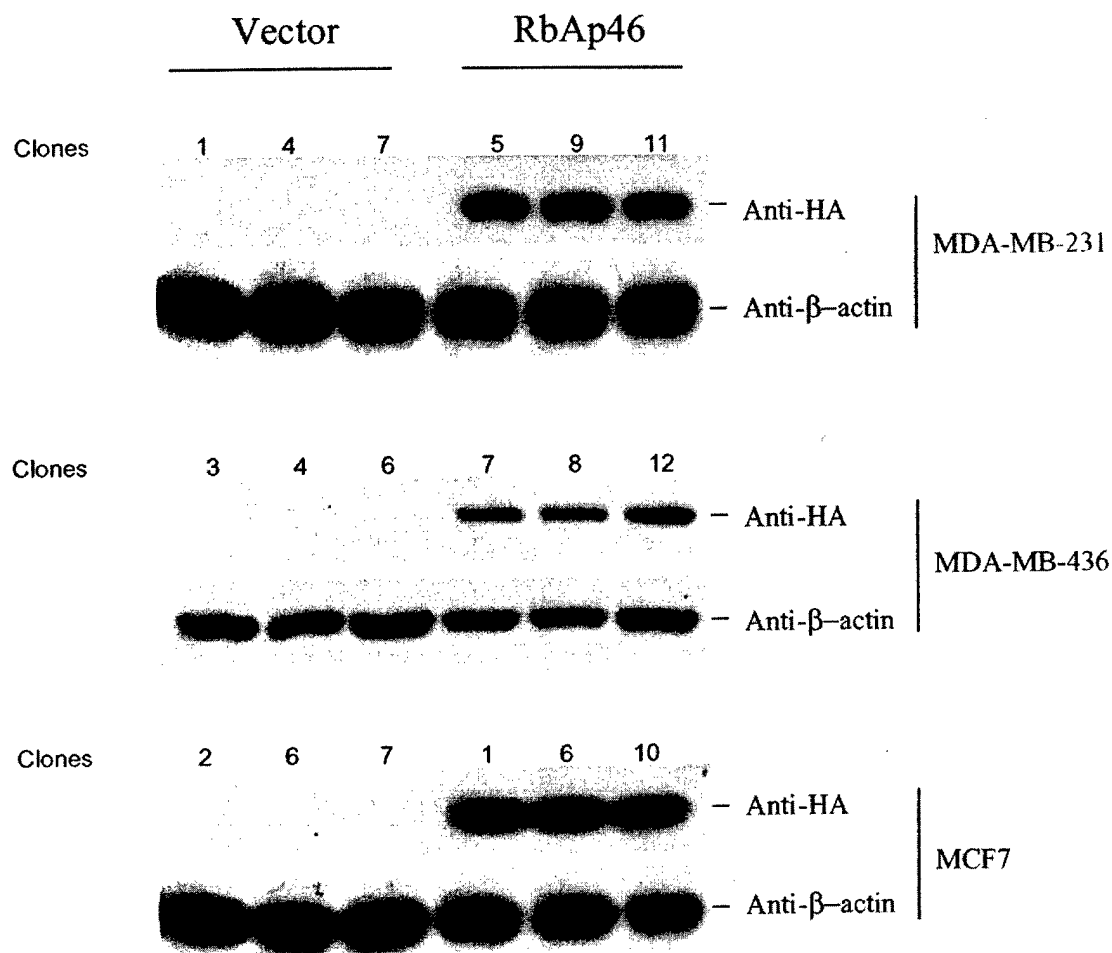 Vector RbAp46
Clones 1 4 7 5 9 11
Anti-HA
MDA-MB-231
Anti-β–actin
Clones 3 4 6 7 8 12
Anti-HA
MDA-MB-436
Anti-β–actin
Clones 2 6 7 1 6 10
Anti-HA
MCF7
Anti-β–actin